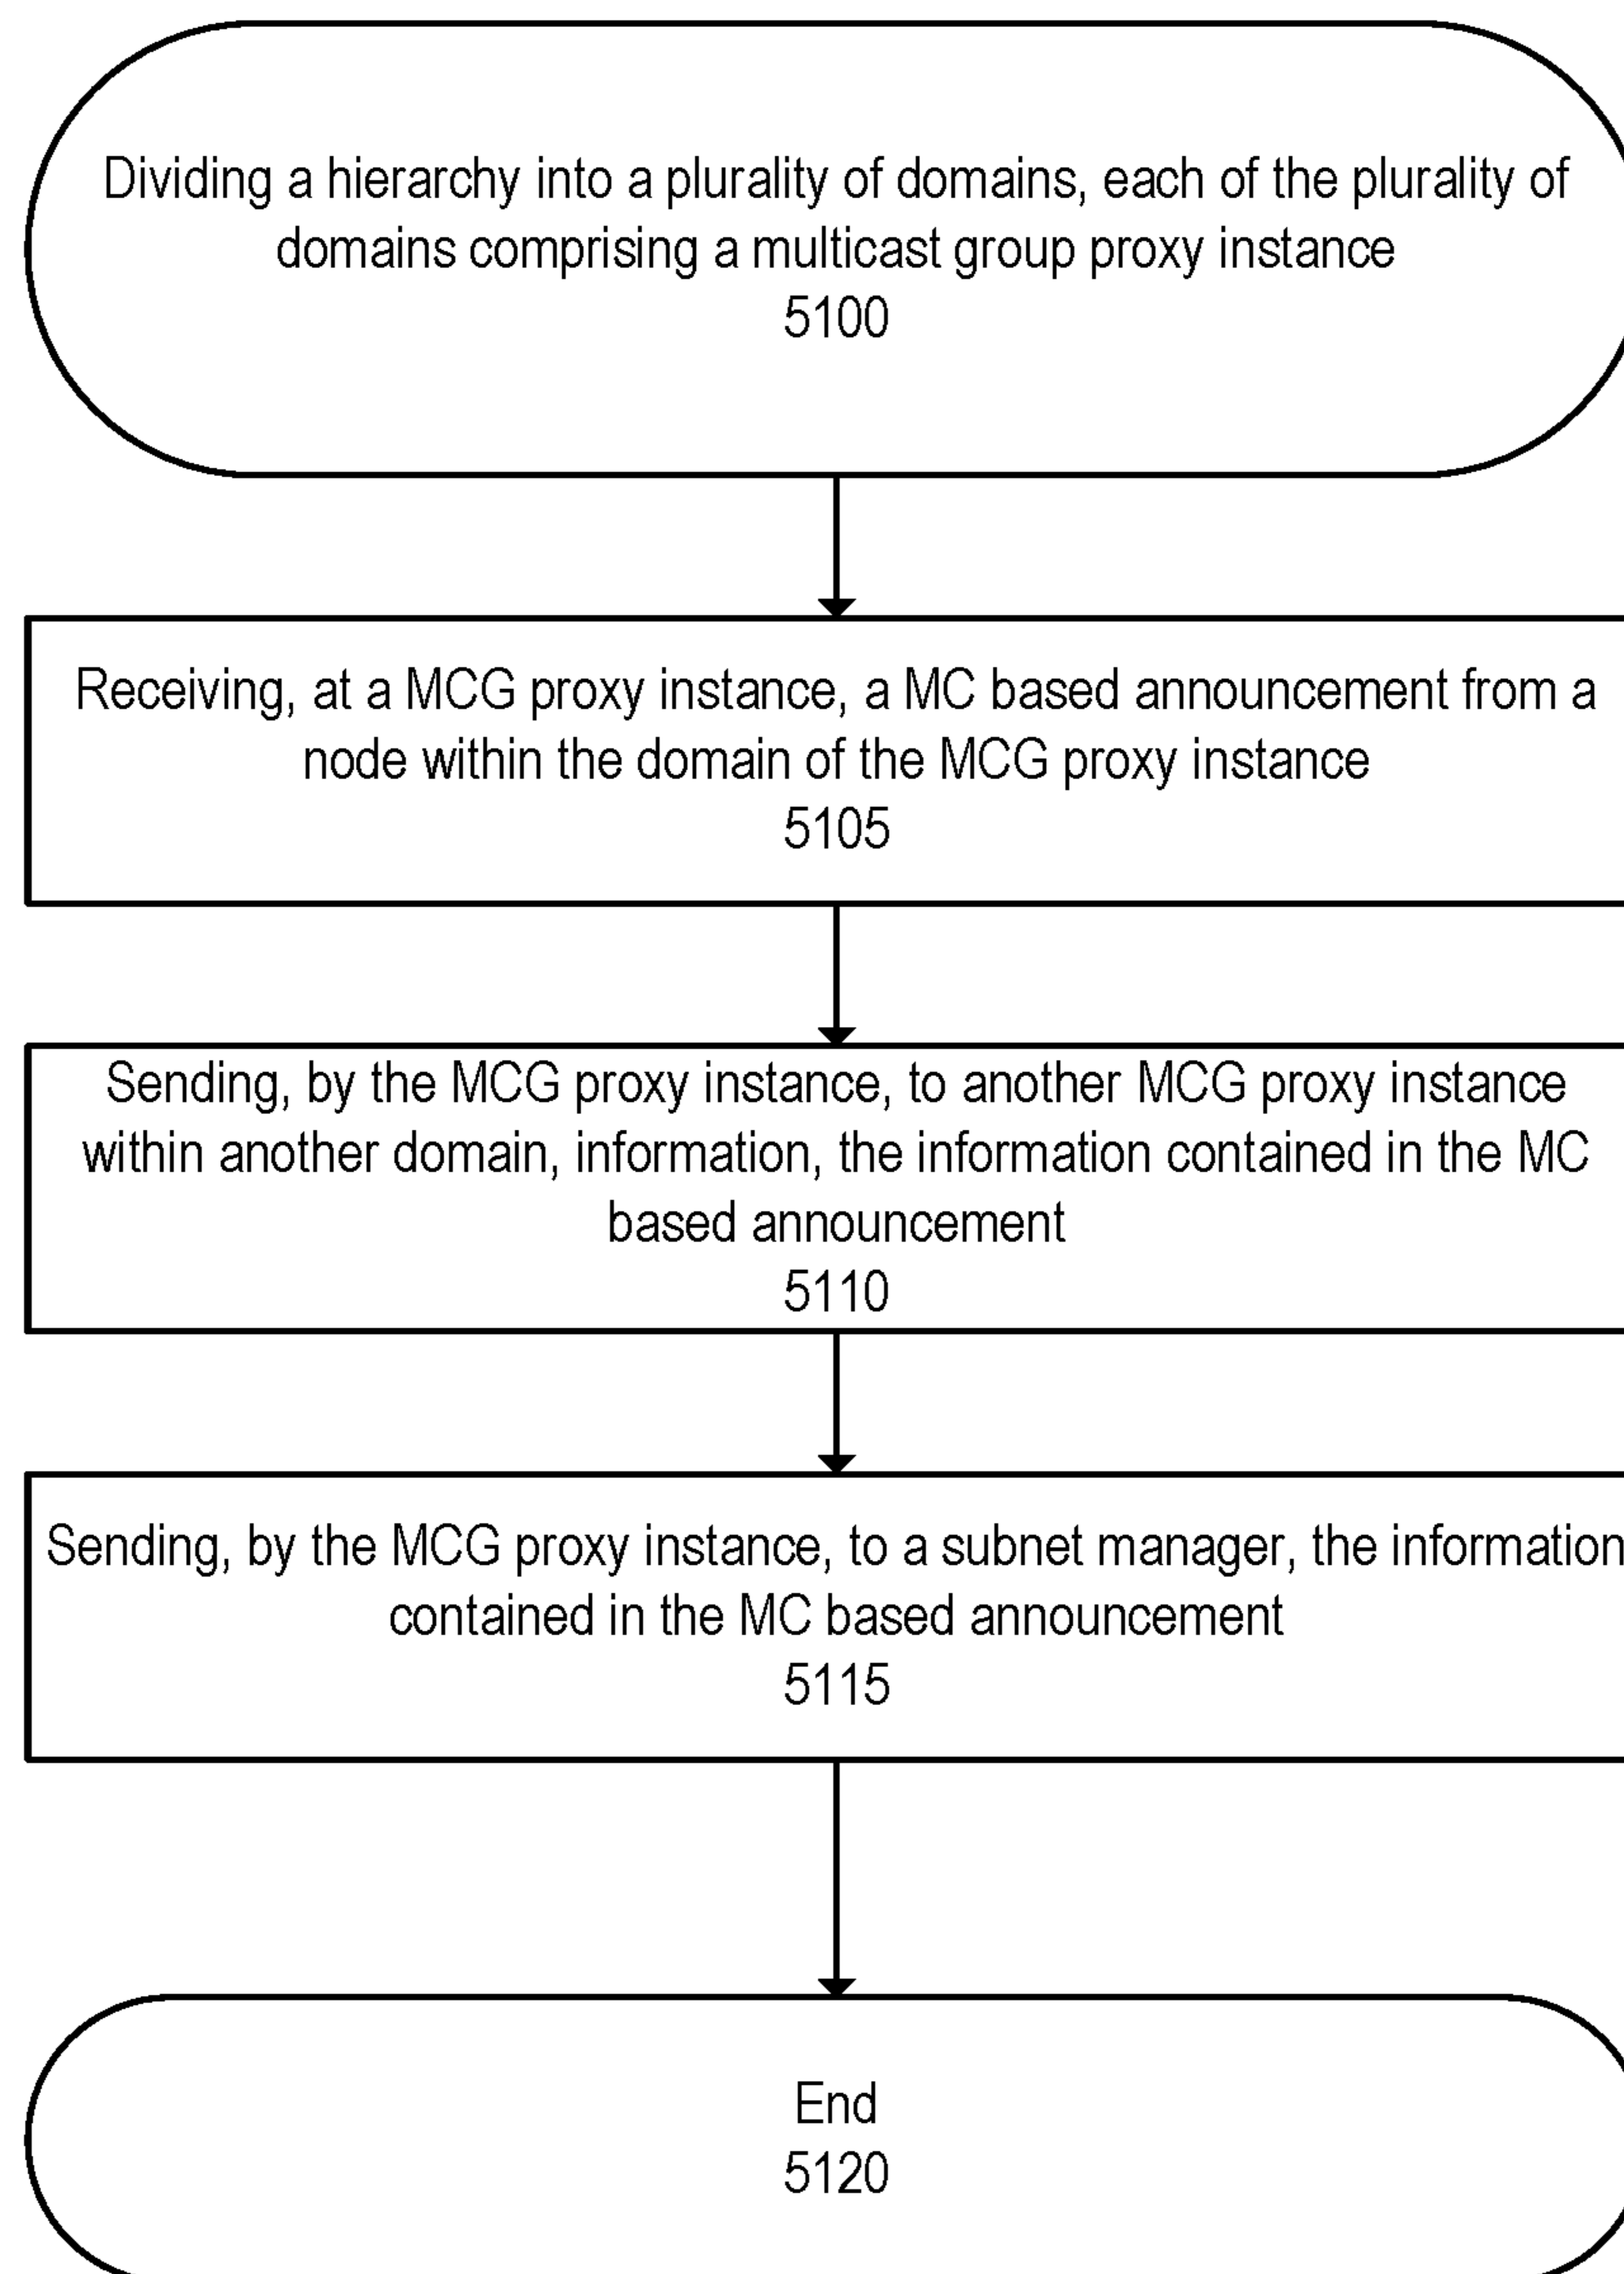 Dividing a hierarchy into a plurality of domains, each of the plurality of
domains comprising a multicast group proxy instance
5100
Receiving, at a MCG proxy instance, a MC based announcement from a
node within the domain of the MCG proxy instance
5105
Sending, by the MCG proxy instance, to another MCG proxy instance
within another domain, information, the information contained in the MC
based announcement
5110
Sending, by the MCG proxy instance, to a subnet manager, the information
contained in the MC based announcement
5115
End
5120